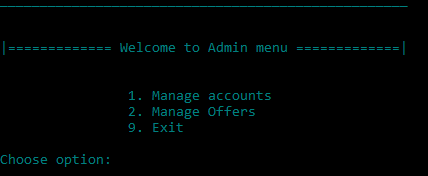 |============= Welcome to Admin menu =============|
1. Manage accounts
2. Manage Offers
9. Exit
Choose option: